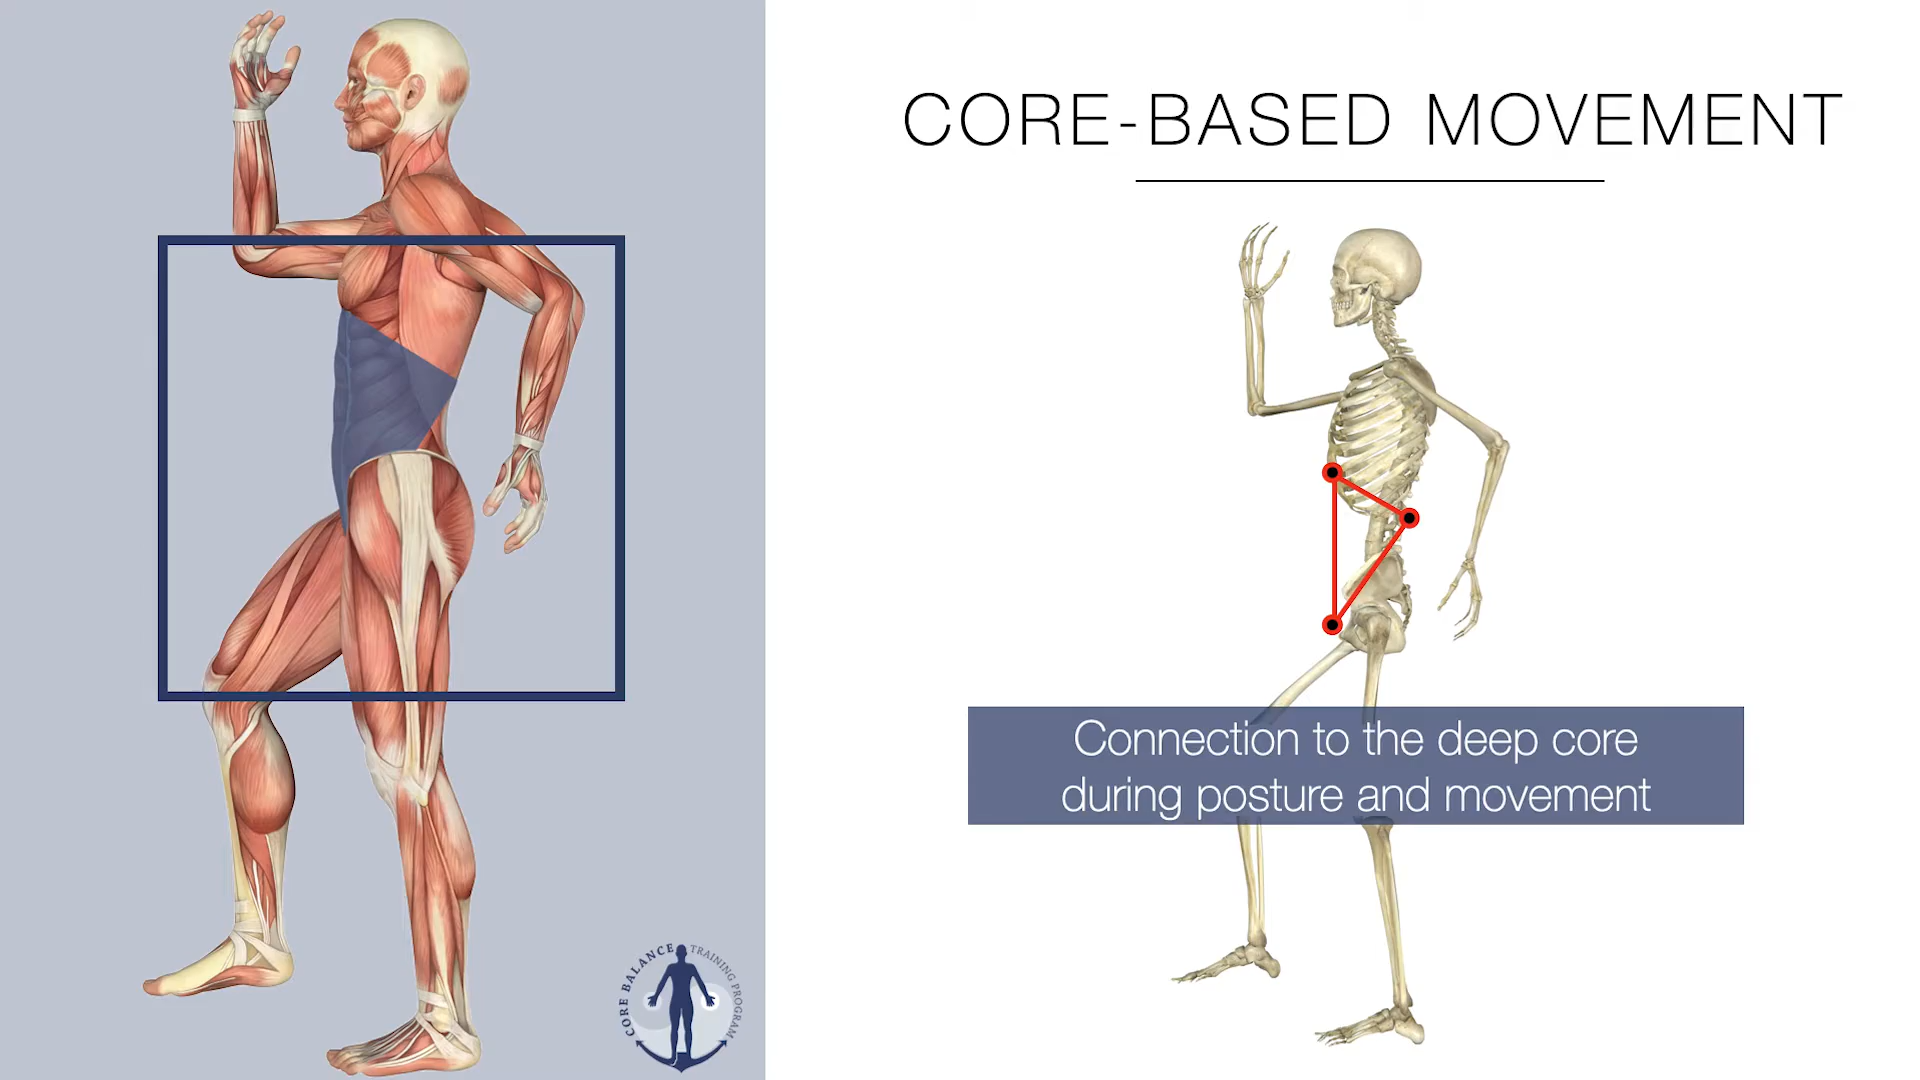 CORE-BASED MOVEMENT
Connection to the deep core
during posture and movement
CORE BALANCE TRAINING PROGRAM